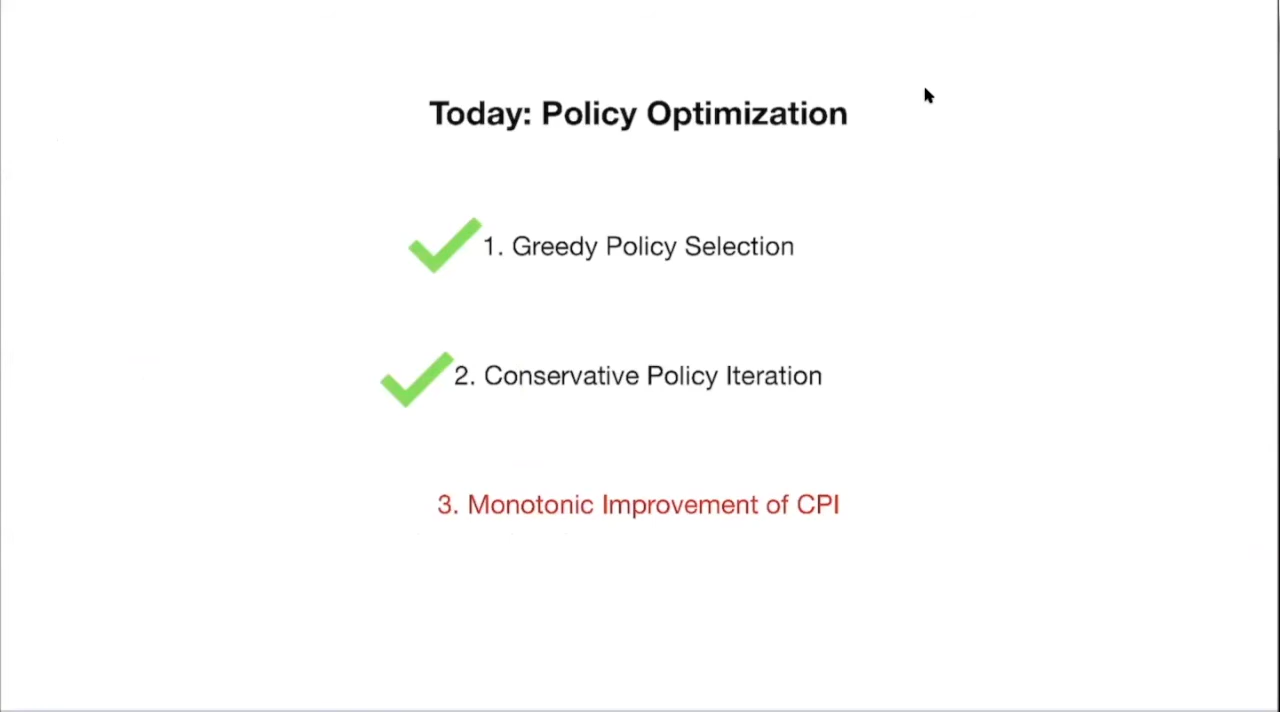 Today: Policy Optimization
1. Greedy Policy Selection
2. Conservative Policy Iteration
3. Monotonic Improvement of CPI